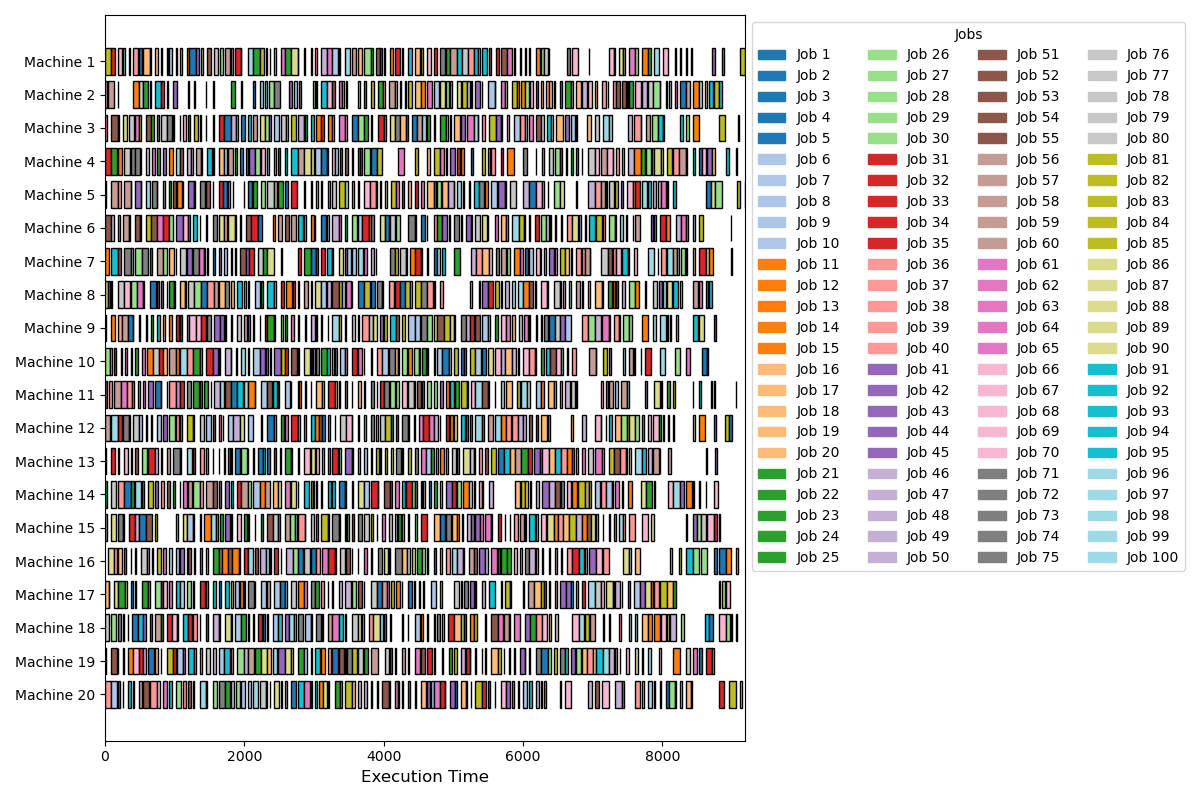 Machine 1
Machine 2
Machine 3
Machine 4
Machine 5
Machine 6
Machine 7
Machine 8
Machine 9
Machine 10
Machine 11
Machine 12
Machine 13
Machine 14
Machine 15
Machine 16
Machine 17
Machine 18
Machine 19
Machine 20
0 2000 4000 6000 8000
Execution Time
Jobs
Job 1 Job 26 Job 51 Job 76
Job 2 Job 27 Job 52 Job 77
Job 3 Job 28 Job 53 Job 78
Job 4 Job 29 Job 54 Job 79
Job 5 Job 30 Job 55 Job 80
Job 6 Job 31 Job 56 Job 81
Job 7 Job 32 Job 57 Job 82
Job 8 Job 33 Job 58 Job 83
Job 9 Job 34 Job 59 Job 84
Job 10 Job 35 Job 60 Job 85
Job 11 Job 36 Job 61 Job 86
Job 12 Job 37 Job 62 Job 87
Job 13 Job 38 Job 63 Job 88
Job 14 Job 39 Job 64 Job 89
Job 15 Job 40 Job 65 Job 90
Job 16 Job 41 Job 66 Job 91
Job 17 Job 42 Job 67 Job 92
Job 18 Job 43 Job 68 Job 93
Job 19 Job 44 Job 69 Job 94
Job 20 Job 45 Job 70 Job 95
Job 21 Job 46 Job 71 Job 96
Job 22 Job 47 Job 72 Job 97
Job 23 Job 48 Job 73 Job 98
Job 24 Job 49 Job 74 Job 99
Job 25 Job 50 Job 75 Job 100